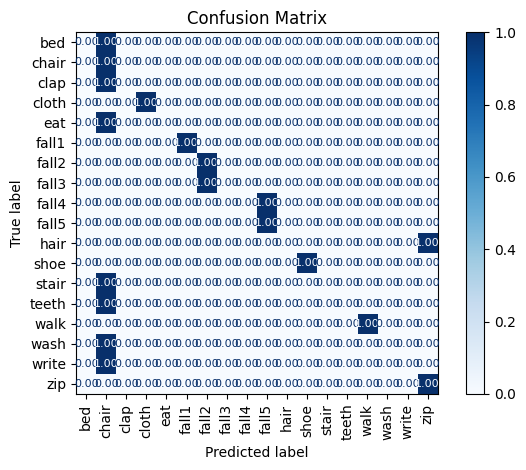 Confusion Matrix
bed 0.00 1.00 0.00 0.00 0.00 0.00 0.00 0.00 0.00 0.00 0.00 0.00 0.00 0.00 0.00 0.00 0.00 0.00
chair 0.00 1.00 0.00 0.00 0.00 0.00 0.00 0.00 0.00 0.00 0.00 0.00 0.00 0.00 0.00 0.00 0.00 0.00
clap 0.00 1.00 0.00 0.00 0.00 0.00 0.00 0.00 0.00 0.00 0.00 0.00 0.00 0.00 0.00 0.00 0.00 0.00
cloth 0.00 0.00 0.00 1.00 0.00 0.00 0.00 0.00 0.00 0.00 0.00 0.00 0.00 0.00 0.00 0.00 0.00 0.00
eat 0.00 1.00 0.00 0.00 0.00 0.00 0.00 0.00 0.00 0.00 0.00 0.00 0.00 0.00 0.00 0.00 0.00 0.00
fall1 0.00 0.00 0.00 0.00 0.00 1.00 0.00 0.00 0.00 0.00 0.00 0.00 0.00 0.00 0.00 0.00 0.00 0.00
fall2 0.00 0.00 0.00 0.00 0.00 0.00 1.00 0.00 0.00 0.00 0.00 0.00 0.00 0.00 0.00 0.00 0.00 0.00
fall3 0.00 0.00 0.00 0.00 0.00 0.00 1.00 0.00 0.00 0.00 0.00 0.00 0.00 0.00 0.00 0.00 0.00 0.00
fall4 0.00 0.00 0.00 0.00 0.00 0.00 0.00 0.00 0.00 1.00 0.00 0.00 0.00 0.00 0.00 0.00 0.00 0.00
fall5 0.00 0.00 0.00 0.00 0.00 0.00 0.00 0.00 0.00 1.00 0.00 0.00 0.00 0.00 0.00 0.00 0.00 0.00
hair 0.00 0.00 0.00 0.00 0.00 0.00 0.00 0.00 0.00 0.00 0.00 0.00 0.00 0.00 0.00 0.00 0.00 1.00
shoe 0.00 0.00 0.00 0.00 0.00 0.00 0.00 0.00 0.00 0.00 0.00 1.00 0.00 0.00 0.00 0.00 0.00 0.00
stair 0.00 1.00 0.00 0.00 0.00 0.00 0.00 0.00 0.00 0.00 0.00 0.00 0.00 0.00 0.00 0.00 0.00 0.00
teeth 0.00 1.00 0.00 0.00 0.00 0.00 0.00 0.00 0.00 0.00 0.00 0.00 0.00 0.00 0.00 0.00 0.00 0.00
walk 0.00 0.00 0.00 0.00 0.00 0.00 0.00 0.00 0.00 0.00 0.00 0.00 0.00 0.00 1.00 0.00 0.00 0.00
wash 0.00 1.00 0.00 0.00 0.00 0.00 0.00 0.00 0.00 0.00 0.00 0.00 0.00 0.00 0.00 0.00 0.00 0.00
write 0.00 1.00 0.00 0.00 0.00 0.00 0.00 0.00 0.00 0.00 0.00 0.00 0.00 0.00 0.00 0.00 0.00 0.00
zip 0.00 0.00 0.00 0.00 0.00 0.00 0.00 0.00 0.00 0.00 0.00 0.00 0.00 0.00 0.00 0.00 0.00 1.00
True label
bed chair clap cloth eat fall1 fall2 fall3 fall4 fall5 hair shoe stair teeth walk wash write zip
Predicted label
1.0
0.8
0.6
0.4
0.2
0.0